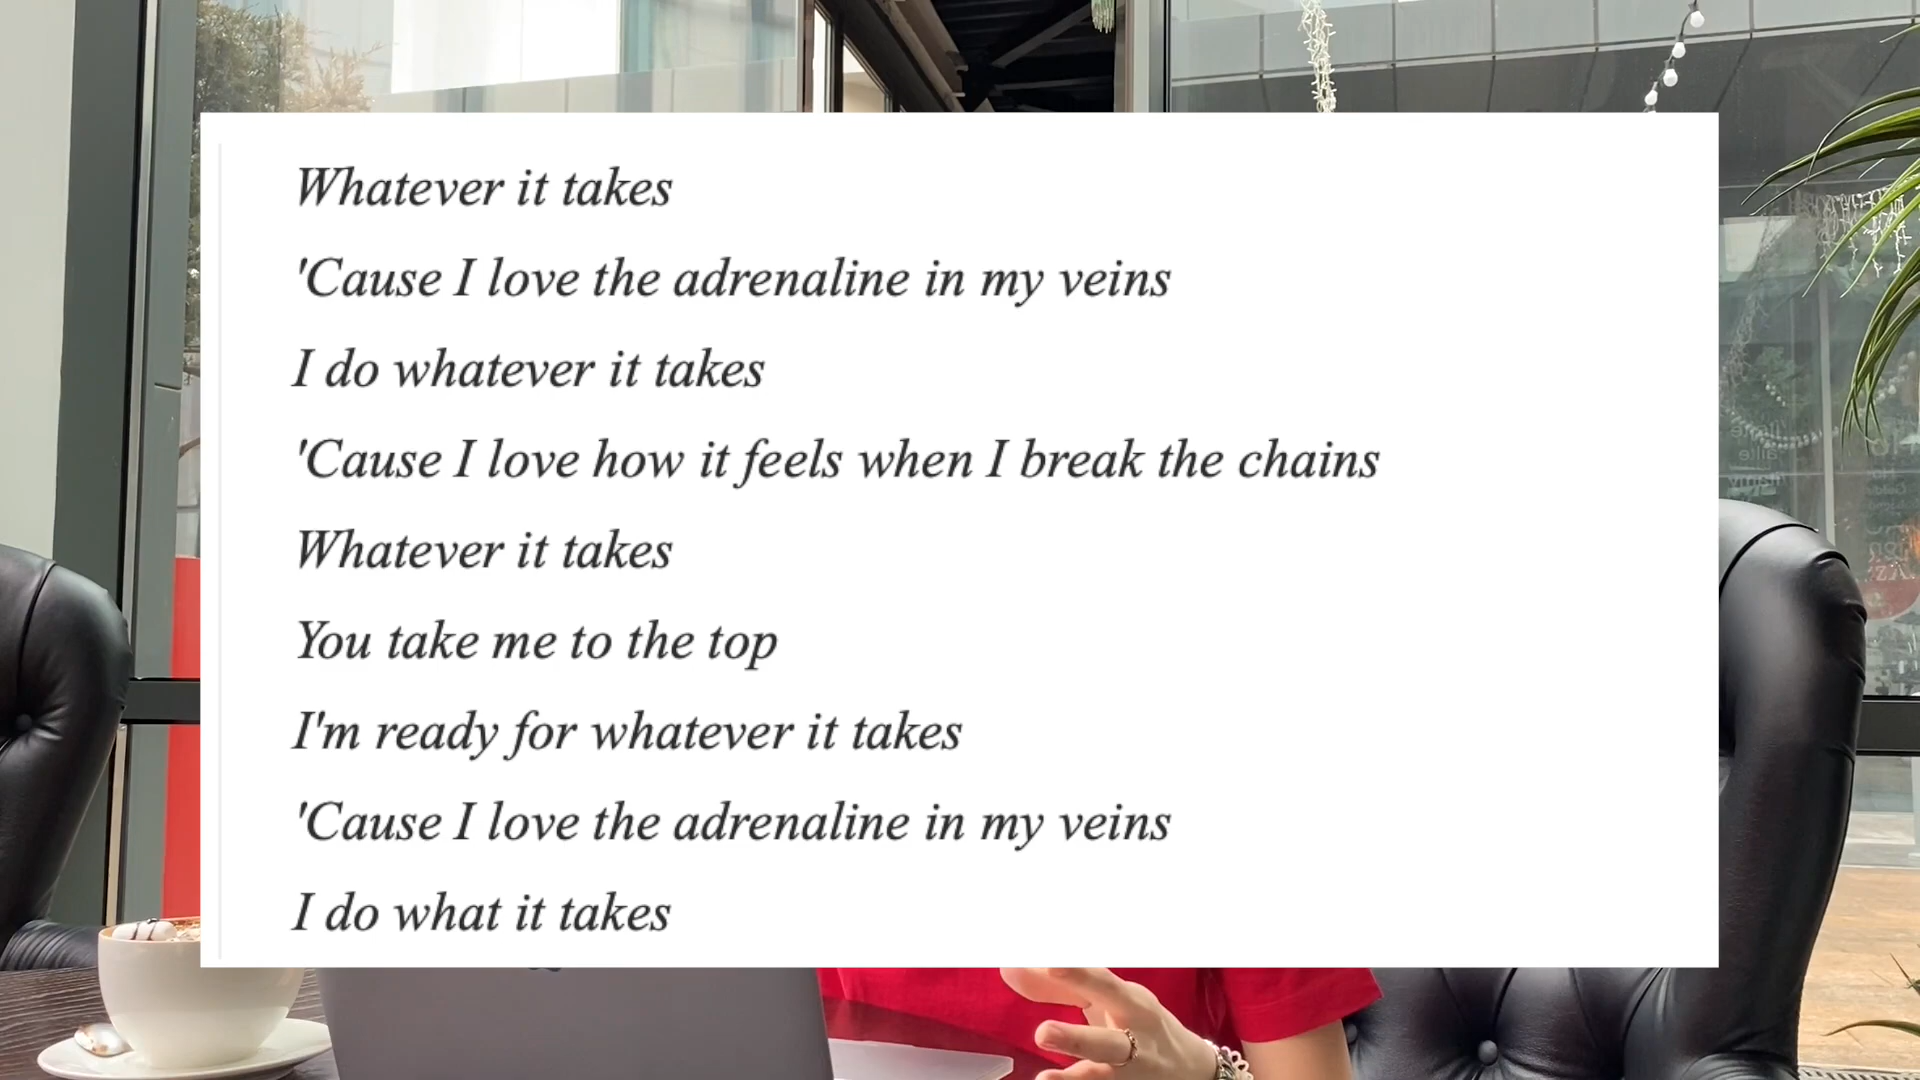 Whatever it takes
'Cause I love the adrenaline in my veins
I do whatever it takes
'Cause I love how it feels when I break the chains
Whatever it takes
You take me to the top
I'm ready for whatever it takes
'Cause I love the adrenaline in my veins
I do what it takes